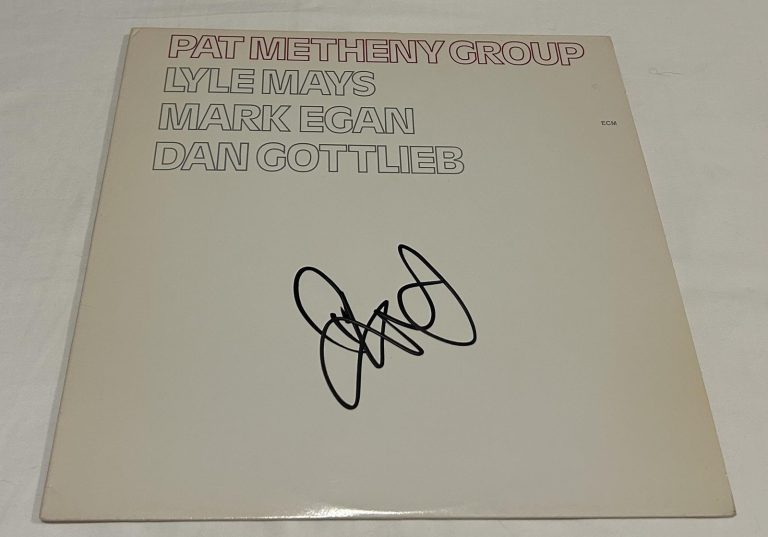 PAT METHENY GROUP
LYLE MAYS
MARK EGAN
ECM
DAN GOTTLIEB